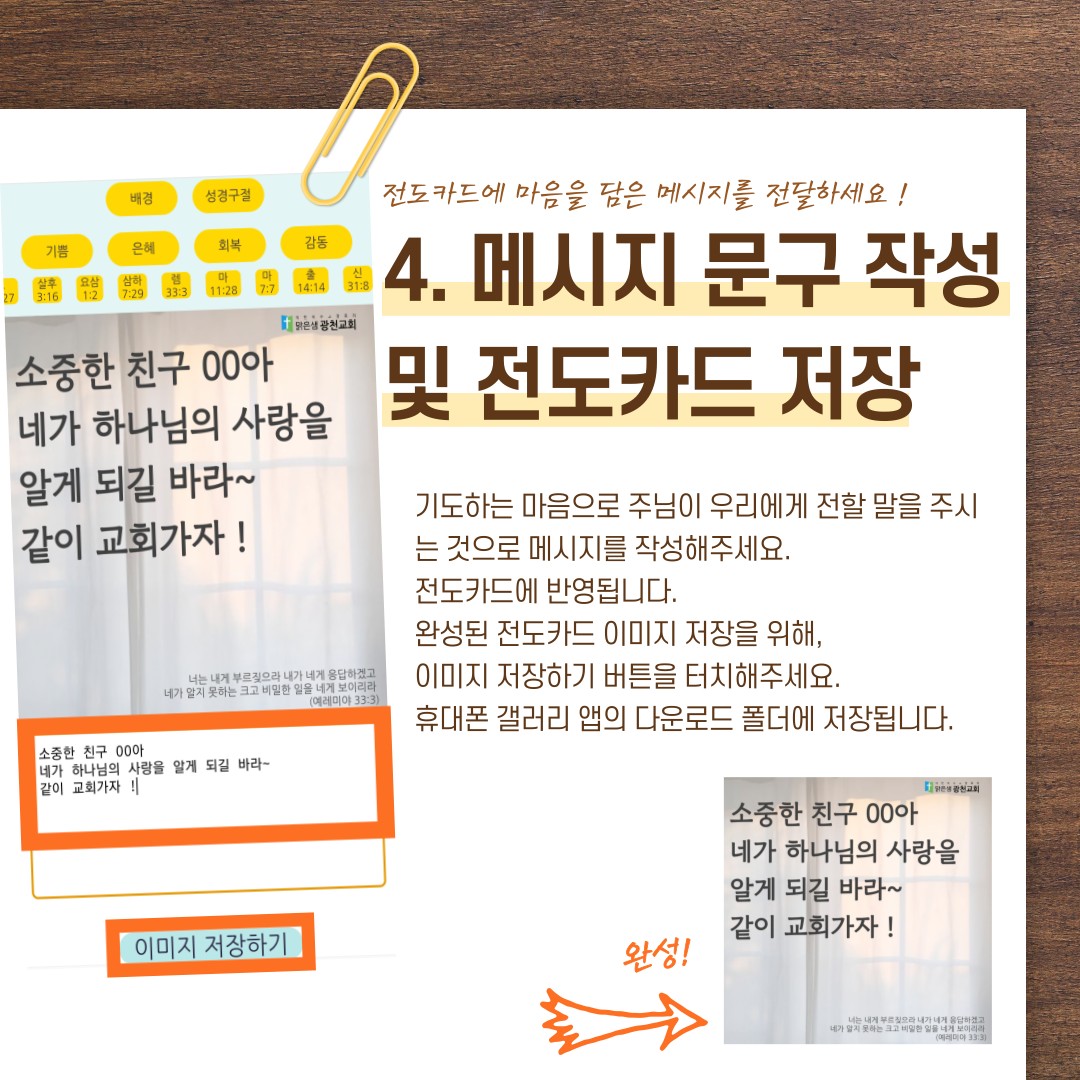 전도카드에 마음을 담은 메시지를 전달하세요 !
4. 메시지 문구 작성
및 전도카드 저장
배경 성경구절
기쁨 은혜 회복 감동
27 살후 3:16 요삼 1:2 삼하 7:29 렘 33:3 마 11:28 마 7:7 출 14:14 신 31:8
맑은샘 광천교회
소중한 친구 00아
네가 하나님의 사랑을
알게 되길 바라~
같이 교회가자 !
너는 내게 부르짖으라 내가 네게 응답하겠고
네가 알지 못하는 크고 비밀한 일을 네게 보이리라
(예레미야 33:3)
소중한 친구 00아
네가 하나님의 사랑을 알게 되길 바라~
같이 교회가자 !
이미지 저장하기
기도하는 마음으로 주님이 우리에게 전할 말을 주시
는 것으로 메시지를 작성해주세요.
전도카드에 반영됩니다.
완성된 전도카드 이미지 저장을 위해,
이미지 저장하기 버튼을 터치해주세요.
휴대폰 갤러리 앱의 다운로드 폴더에 저장됩니다.
완성!
맑은샘 광천교회
소중한 친구 00아
네가 하나님의 사랑을
알게 되길 바라~
같이 교회가자 !
너는 내게 부르짖으라 내가 네게 응답하겠고
네가 알지 못하는 크고 비밀한 일을 네게 보이리라
(예레미야 33:3)